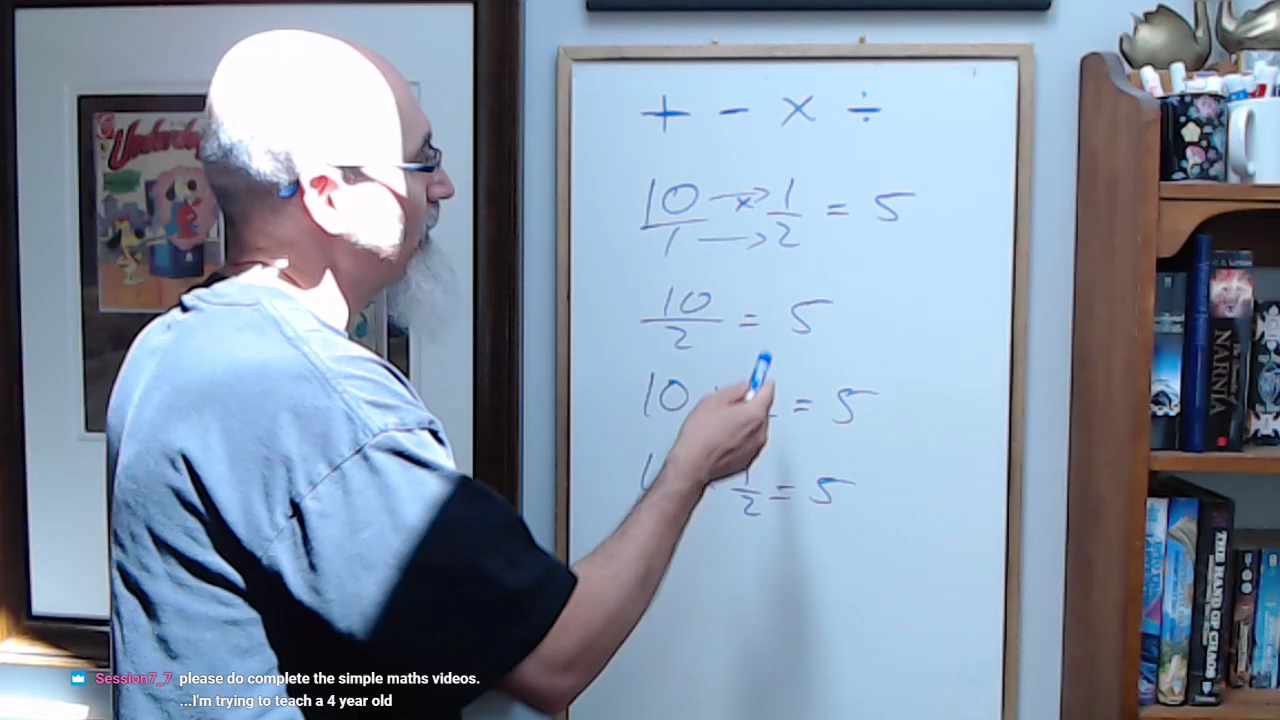 + - × ÷
10/1 × 1/2 = 5
10/2 = 5
10 = 5
1/2 = 5
Underdog
NARNIA
THE HAND OF CHAOS
Session7_7 please do complete the simple maths videos.
...I'm trying to teach a 4 year old